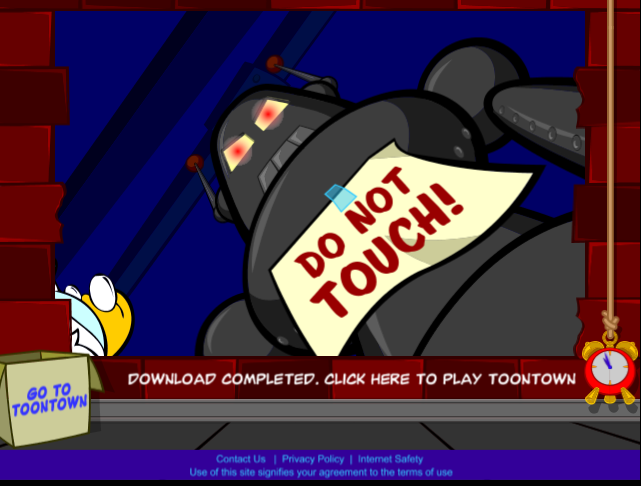 DO NOT
TOUCH!
GO TO
TOONTOWN
DOWNLOAD COMPLETED. CLICK HERE TO PLAY TOONTOWN
Contact Us | Privacy Policy | Internet Safety
Use of this site signifies your agreement to the terms of use